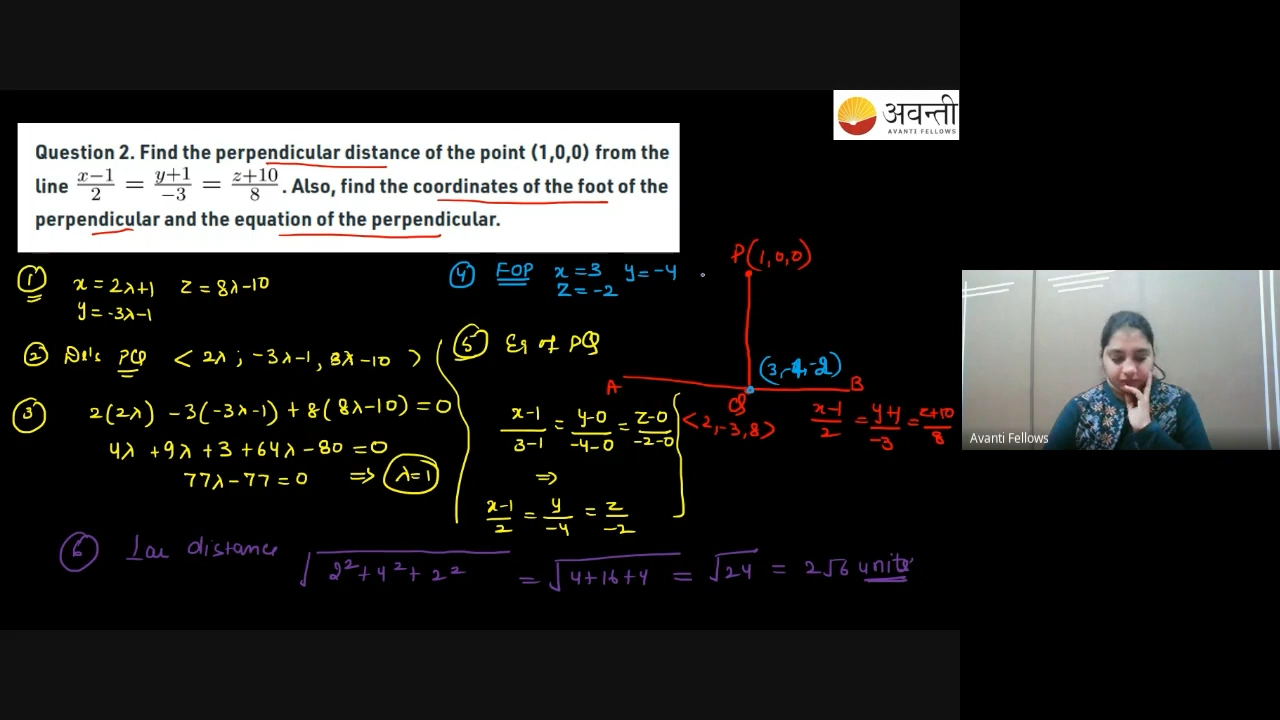 अवन्ती
AVANTI FELLOWS
Question 2. Find the perpendicular distance of the point (1,0,0) from the
line x−1/2 = y+1/−3 = z+10/8. Also, find the coordinates of the foot of the
perpendicular and the equation of the perpendicular.
① x = 2λ+1 z = 8λ-10
y = -3λ-1
② Dr's PQ < 2λ ; -3λ-1, 8λ-10 >
③ 2(2λ) -3(-3λ-1) + 8(8λ-10) = 0
4λ + 9λ + 3 + 64λ - 80 = 0
77λ - 77 = 0 ⇒ λ=1
④ FOP x = 3 y = -4
z = -2
⑤ Eq of PQ
x-1/3-1 = y-0/-4-0 = z-0/-2-0
⇒
x-1/2 = y/-4 = z/-2
P(1,0,0)
(3,-4,-2)
A B
Q
<2,-3,8> x-1/2 = y+1/-3 = z+10/8
⑥ Lar distance √2²+4²+2² = √4+16+4 = √24 = 2√6 units
Avanti Fellows